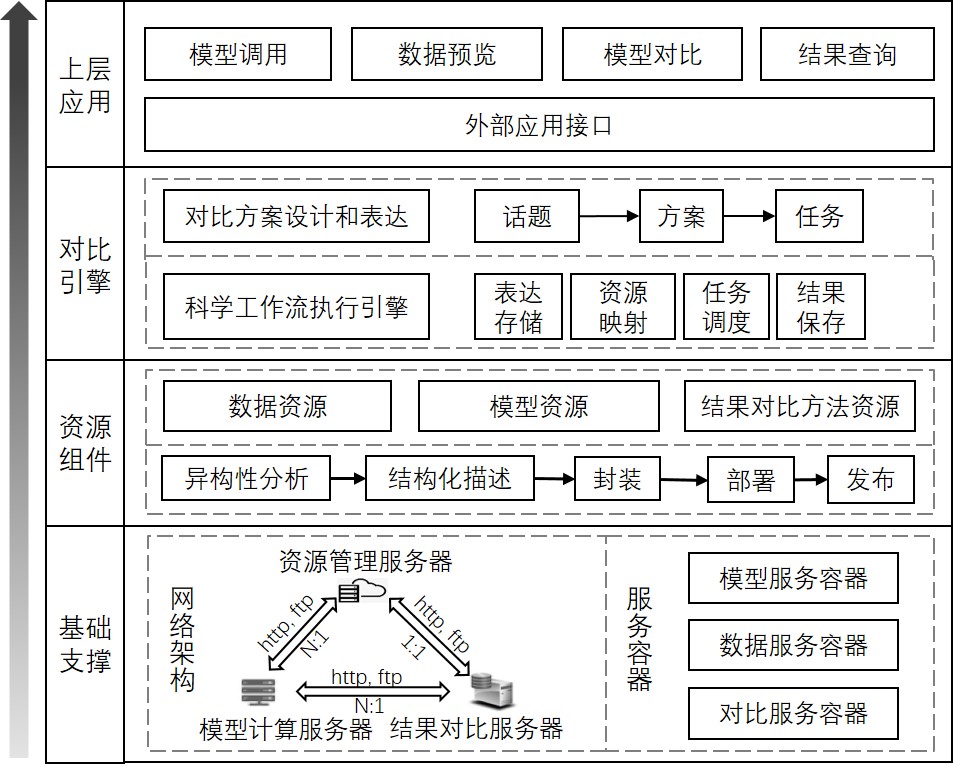 上层
应用
模型调用
数据预览
模型对比
结果查询
外部应用接口
对比
引擎
对比方案设计和表达
话题
方案
任务
科学工作流执行引擎
表达
存储
资源
映射
任务
调度
结果
保存
资源
组件
数据资源
模型资源
结果对比方法资源
异构性分析
结构化描述
封装
部署
发布
基础
支撑
网络架构
资源管理服务器
http, ftp
N:1
http, ftp
1:1
http, ftp
N:1
模型计算服务器
结果对比服务器
服务容器
模型服务容器
数据服务容器
对比服务容器